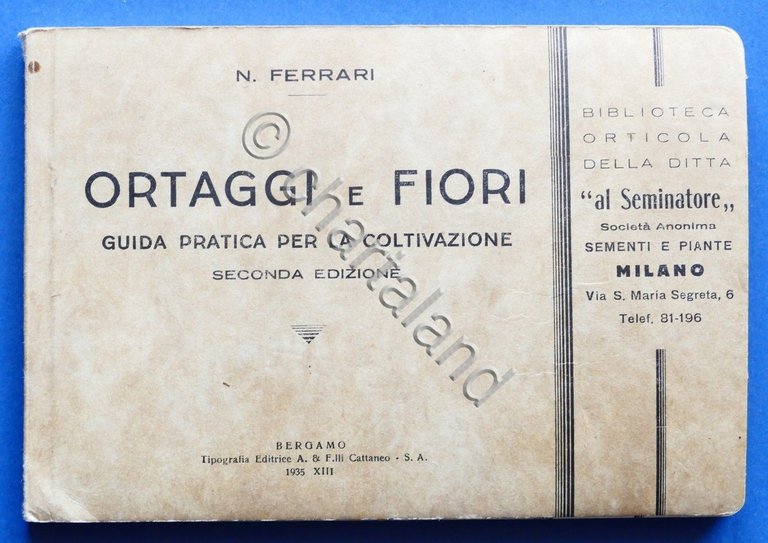 N. FERRARI
ORTAGGI E FIORI
GUIDA PRATICA PER LA COLTIVAZIONE
SECONDA EDIZIONE
BERGAMO
Tipografia Editrice A. & F.lli Cattaneo - S. A.
1935 XIII
BIBLIOTECA
ORTICOLA
DELLA DITTA
“al Seminatore„
Società Anonima
SEMENTI E PIANTE
MILANO
Via S. Maria Segreta, 6
Telef. 81-196
© chartaland